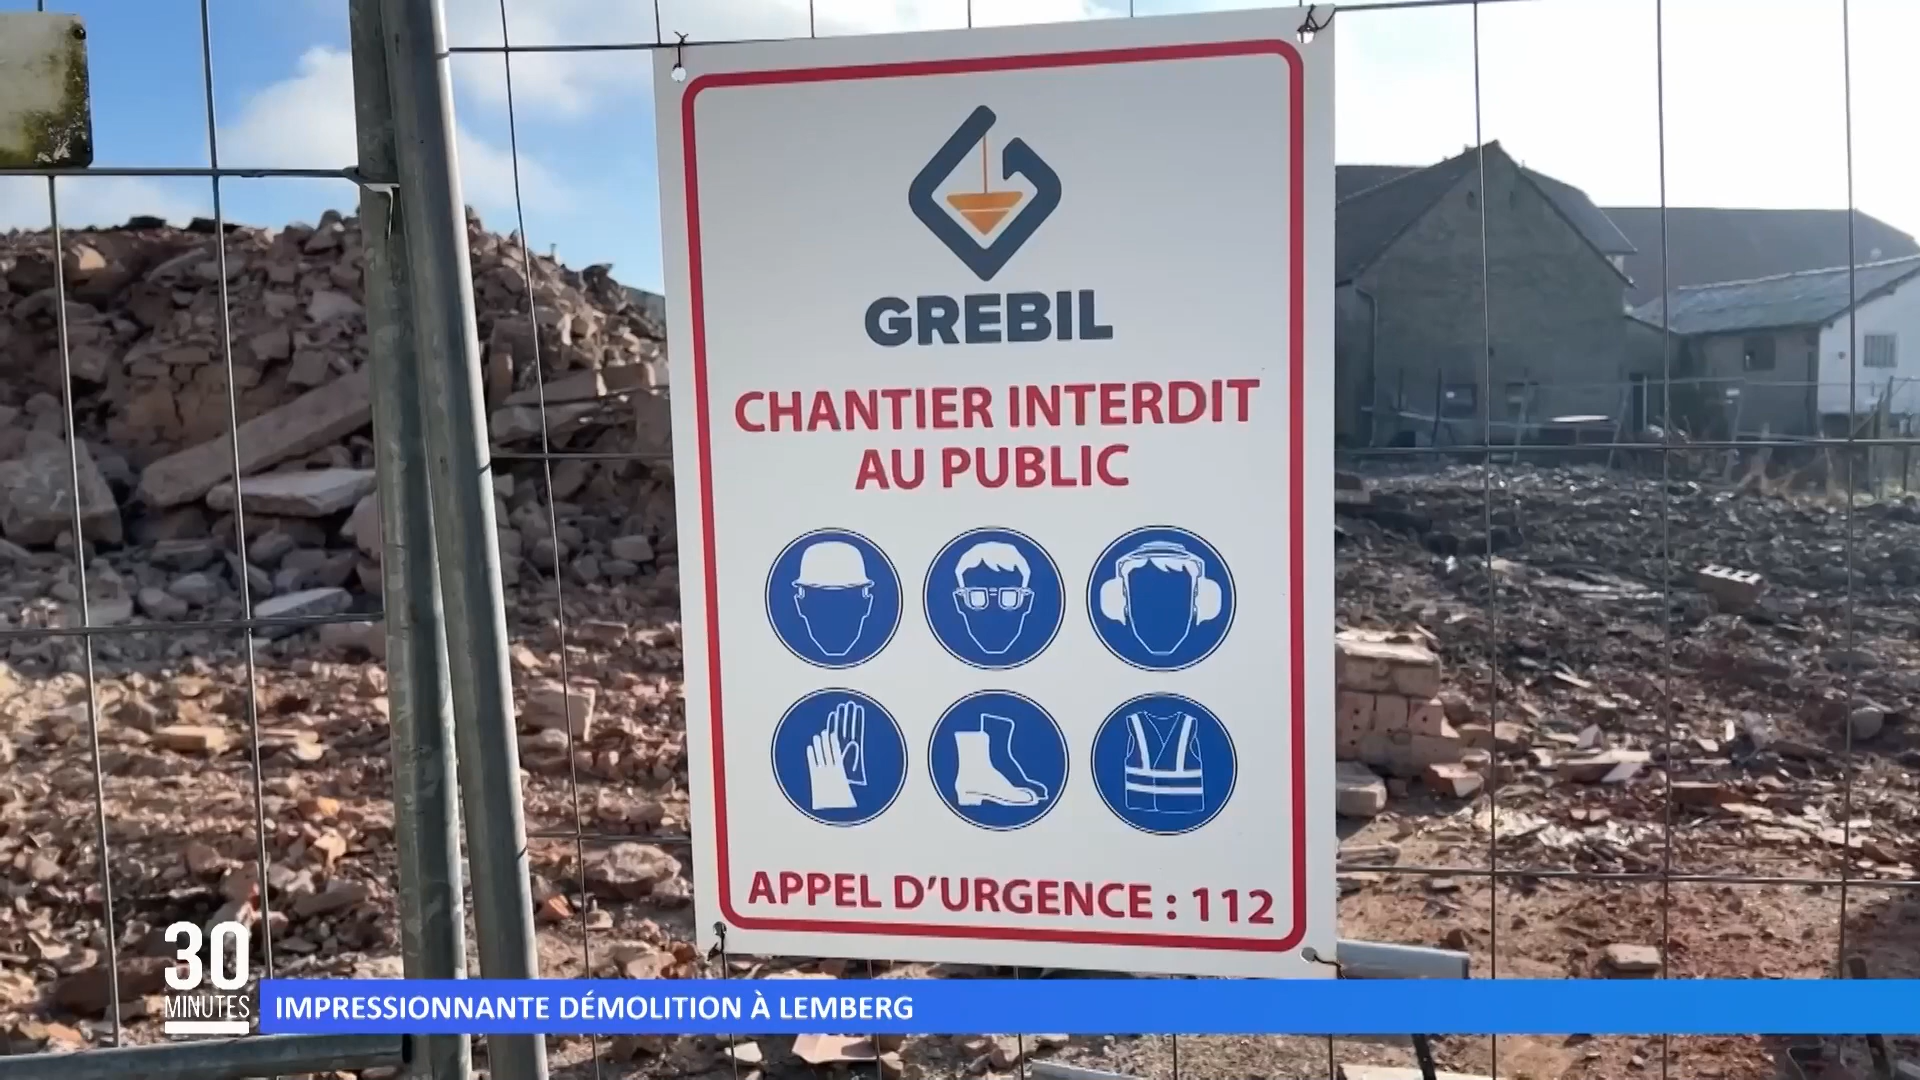 GREBIL
CHANTIER INTERDIT
AU PUBLIC
APPEL D'URGENCE : 112
30
MINUTES
IMPRESSIONNANTE DÉMOLITION À LEMBERG